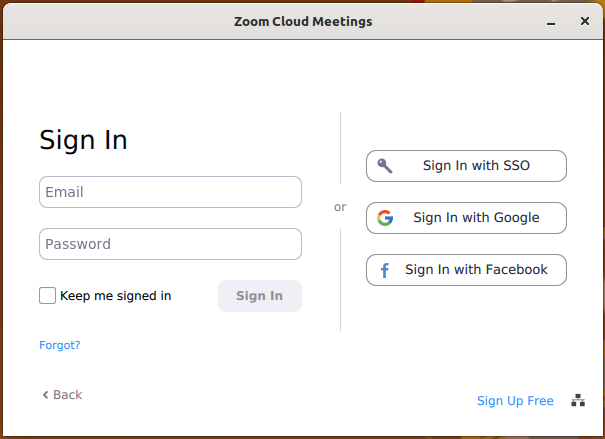 Zoom Cloud Meetings
Sign In
Email
Password
Keep me signed in
Sign In
Forgot?
Back
or
Sign In with SSO
Sign In with Google
Sign In with Facebook
Sign Up Free